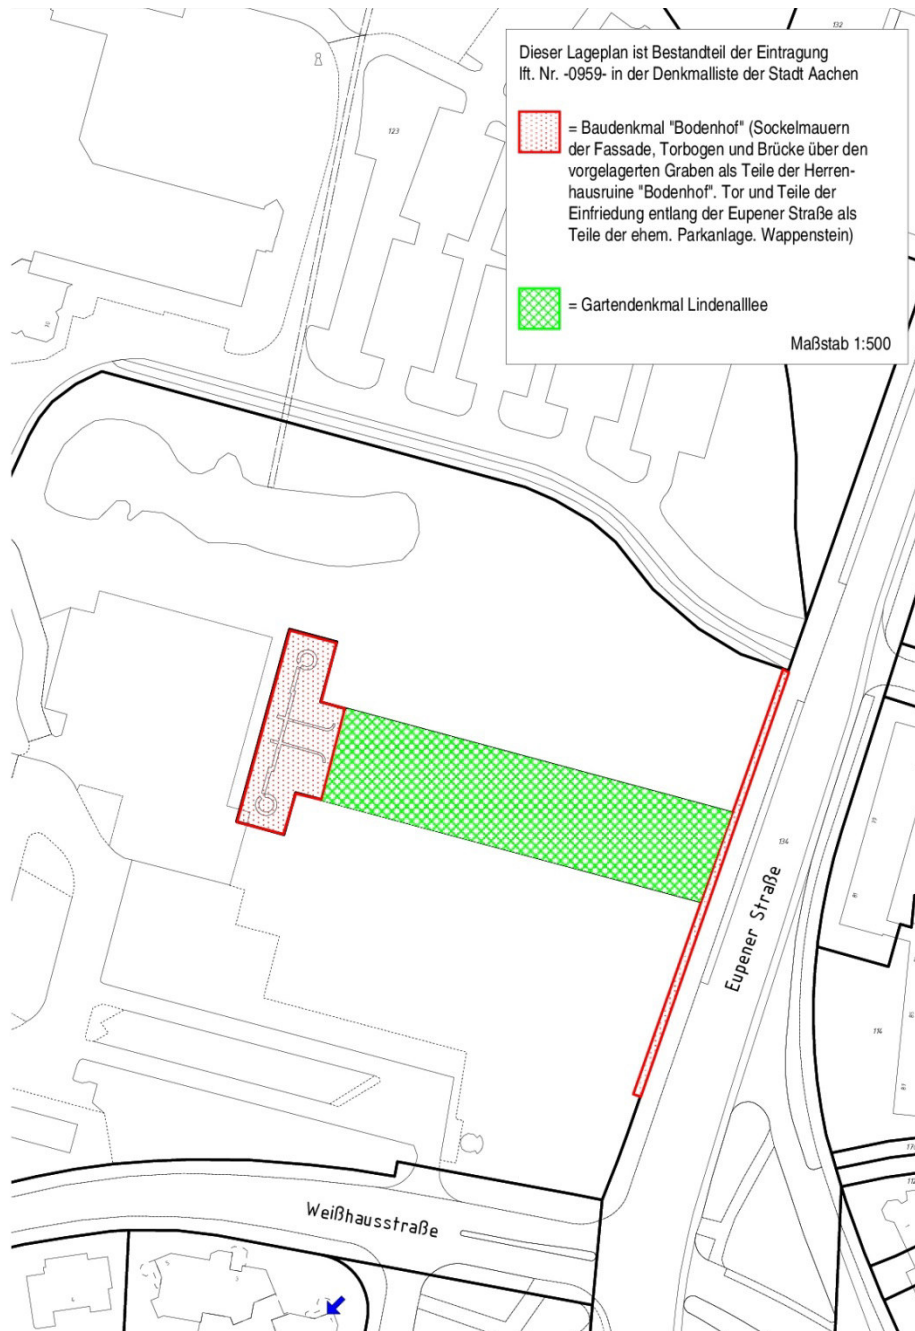 132
Dieser Lageplan ist Bestandteil der Eintragung
lft. Nr. -0959- in der Denkmalliste der Stadt Aachen
123
= Baudenkmal "Bodenhof" (Sockelmauern
der Fassade, Torbogen und Brücke über den
vorgelagerten Graben als Teile der Herren-
hausruine "Bodenhof". Tor und Teile der
Einfriedung entlang der Eupener Straße als
Teile der ehem. Parkanlage. Wappenstein)
= Gartendenkmal Lindenalllee
Maßstab 1:500
134
Eupener Straße
114
Weißhausstraße